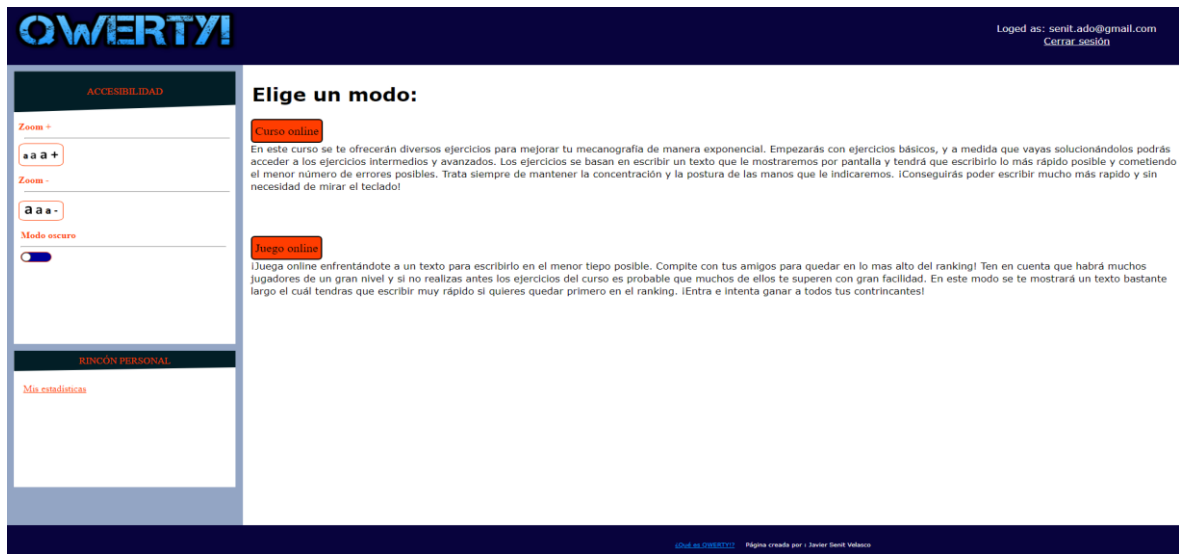 QWERTY!
Loged as: senit.ado@gmail.com
Cerrar sesión
ACCESIBILIDAD
Zoom +
a a a +
Zoom -
a a a -
Modo oscuro
RINCÓN PERSONAL
Mis estadísticas
Elige un modo:
Curso online
En este curso se te ofrecerán diversos ejercicios para mejorar tu mecanografia de manera exponencial. Empezarás con ejercicios básicos, y a medida que vayas solucionándolos podrás
acceder a los ejercicios intermedios y avanzados. Los ejercicios se basan en escribir un texto que le mostraremos por pantalla y tendrá que escribirlo lo más rápido posible y cometiendo
el menor número de errores posibles. Trata siempre de mantener la concentración y la postura de las manos que le indicaremos. ¡Conseguirás poder escribir mucho más rapido y sin
necesidad de mirar el teclado!
Juego online
¡Juega online enfrentándote a un texto para escribirlo en el menor tiepo posible. Compite con tus amigos para quedar en lo mas alto del ranking! Ten en cuenta que habrá muchos
jugadores de un gran nivel y si no realizas antes los ejercicios del curso es probable que muchos de ellos te superen con gran facilidad. En este modo se te mostrará un texto bastante
largo el cuál tendras que escribir muy rápido si quieres quedar primero en el ranking. ¡Entra e intenta ganar a todos tus contrincantes!
¿Qué es QWERTY!? Página creada por : Javier Senit Velasco